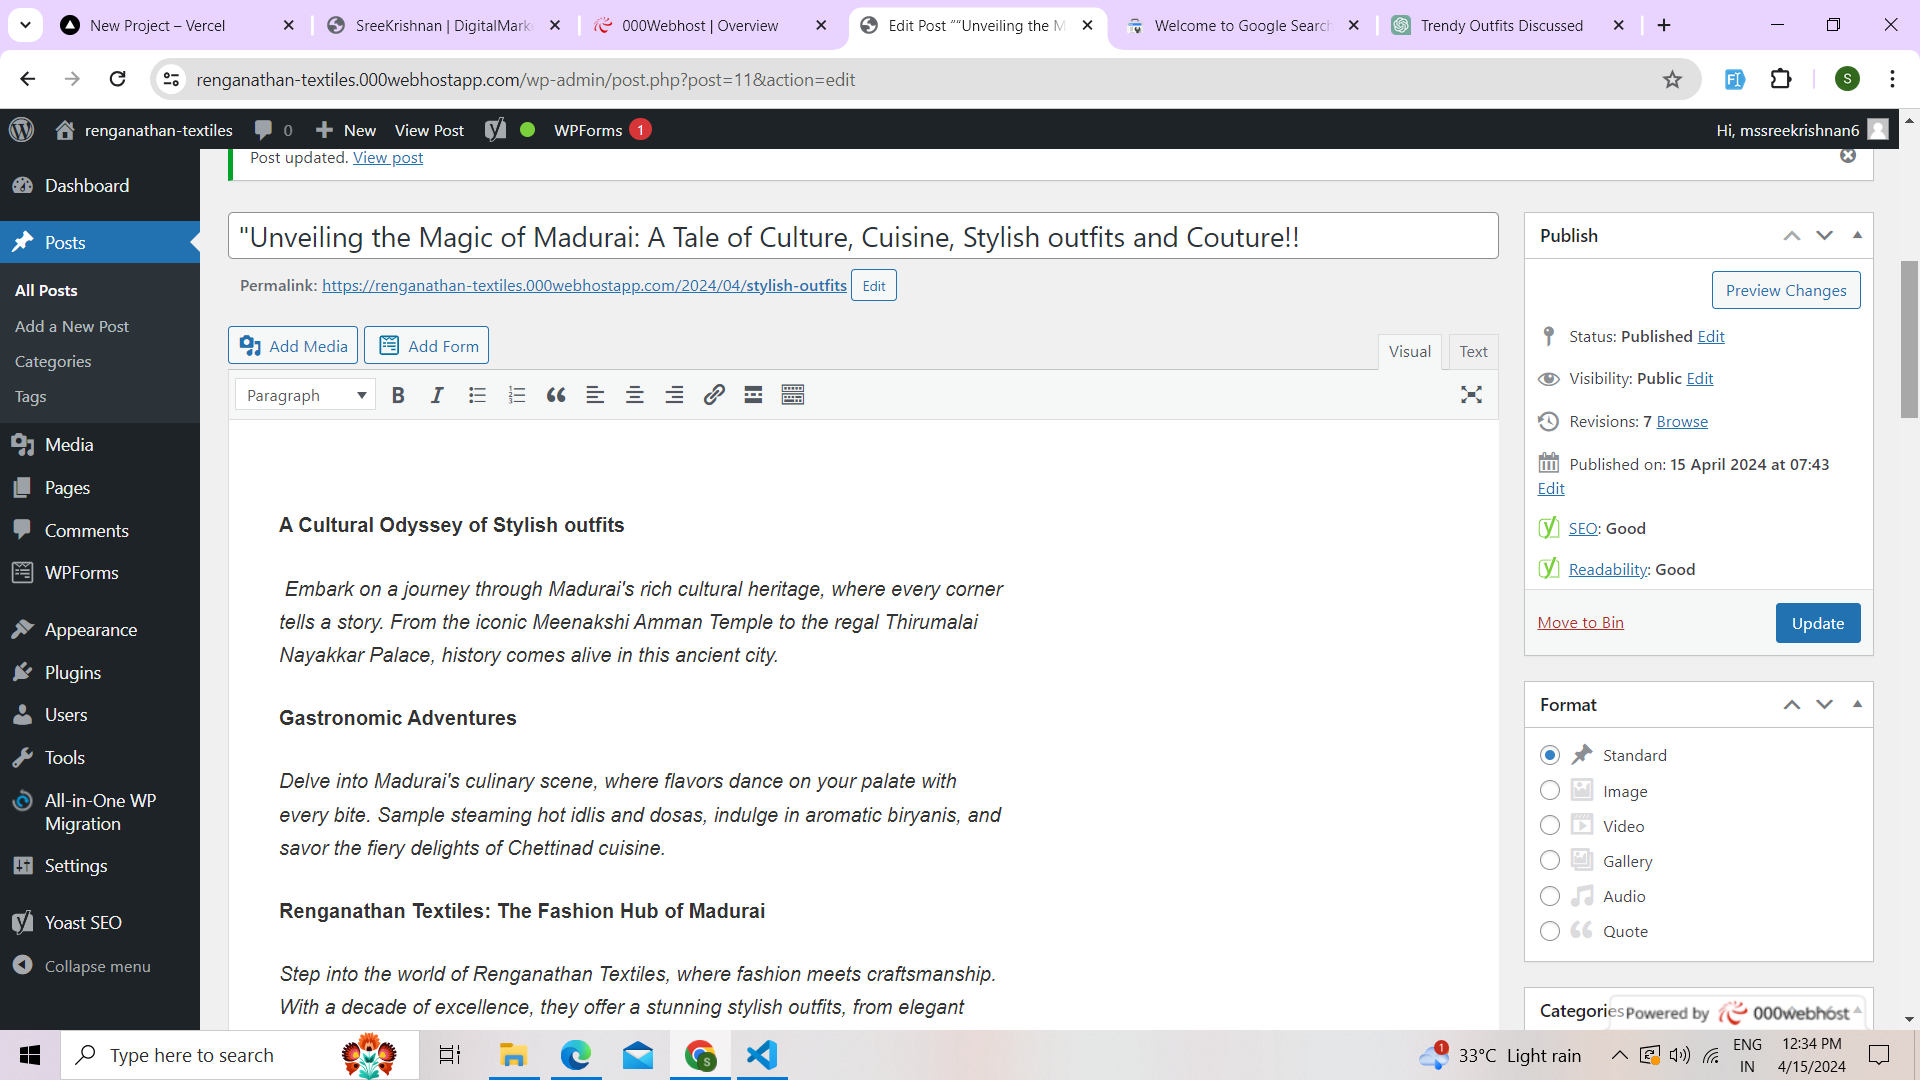 New Project – Vercel
SreeKrishnan | DigitalMark
000Webhost | Overview
Edit Post "“Unveiling the M
Welcome to Google Search
Trendy Outfits Discussed
renganathan-textiles.000webhostapp.com/wp-admin/post.php?post=11&action=edit
S
renganathan-textiles
0
New
View Post
WPForms 1
Hi, mssreekrishnan6
Post updated. View post
Dashboard
Posts
All Posts
Add a New Post
Categories
Tags
Media
Pages
Comments
WPForms
Appearance
Plugins
Users
Tools
All-in-One WP
Migration
Settings
Yoast SEO
Collapse menu
"Unveiling the Magic of Madurai: A Tale of Culture, Cuisine, Stylish outfits and Couture!!
Permalink: https://renganathan-textiles.000webhostapp.com/2024/04/stylish-outfits Edit
Add Media
Add Form
Visual
Text
Paragraph
B I
A Cultural Odyssey of Stylish outfits
Embark on a journey through Madurai's rich cultural heritage, where every corner
tells a story. From the iconic Meenakshi Amman Temple to the regal Thirumalai
Nayakkar Palace, history comes alive in this ancient city.
Gastronomic Adventures
Delve into Madurai's culinary scene, where flavors dance on your palate with
every bite. Sample steaming hot idlis and dosas, indulge in aromatic biryanis, and
savor the fiery delights of Chettinad cuisine.
Renganathan Textiles: The Fashion Hub of Madurai
Step into the world of Renganathan Textiles, where fashion meets craftsmanship.
With a decade of excellence, they offer a stunning stylish outfits, from elegant
Publish
Preview Changes
Status: Published Edit
Visibility: Public Edit
Revisions: 7 Browse
Published on: 15 April 2024 at 07:43
Edit
SEO: Good
Readability: Good
Move to Bin
Update
Format
Standard
Image
Video
Gallery
Audio
Quote
Categories
Powered by 000webhost
Type here to search
S
1
33°C Light rain
ENG
IN
12:34 PM
4/15/2024